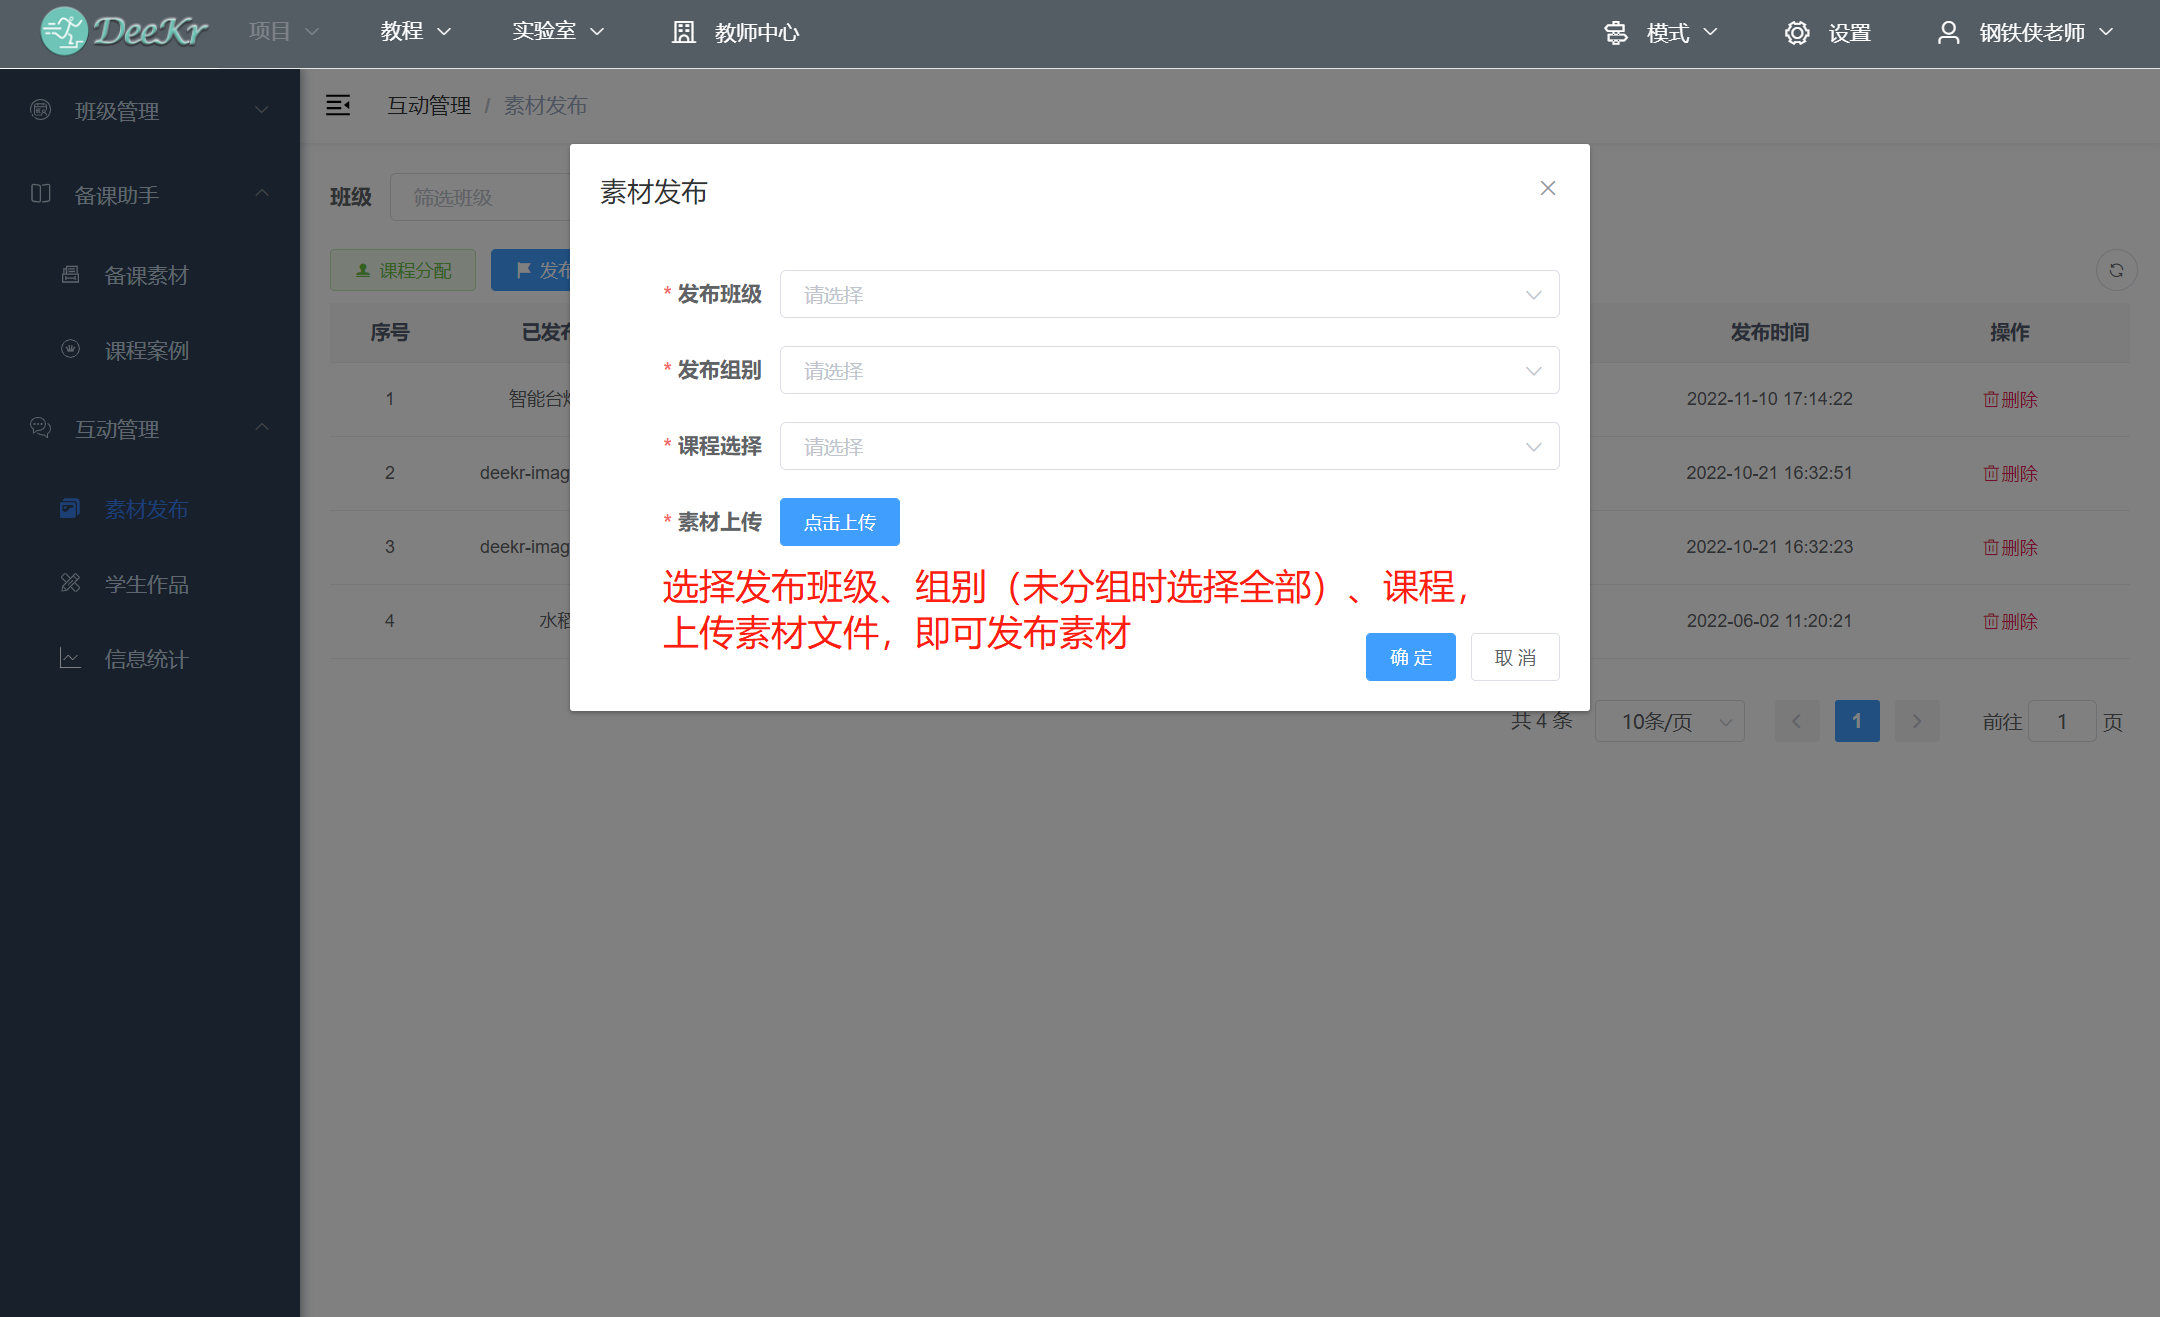 DeeKr 项目 教程 实验室 教师中心 模式 设置 钢铁侠老师
班级管理
备课助手
备课素材
课程案例
互动管理
素材发布
学生作品
信息统计
互动管理 / 素材发布
班级 筛选班级
课程分配 发布
序号 已发布 发布时间 操作
1 智能台 2022-11-10 17:14:22 删除
2 deekr-imag 2022-10-21 16:32:51 删除
3 deekr-imag 2022-10-21 16:32:23 删除
4 水稻 2022-06-02 11:20:21 删除
共 4 条 10条/页 1 前往 1 页
素材发布
* 发布班级 请选择
* 发布组别 请选择
* 课程选择 请选择
* 素材上传 点击上传
选择发布班级、组别（未分组时选择全部）、课程，
上传素材文件，即可发布素材
确 定 取 消